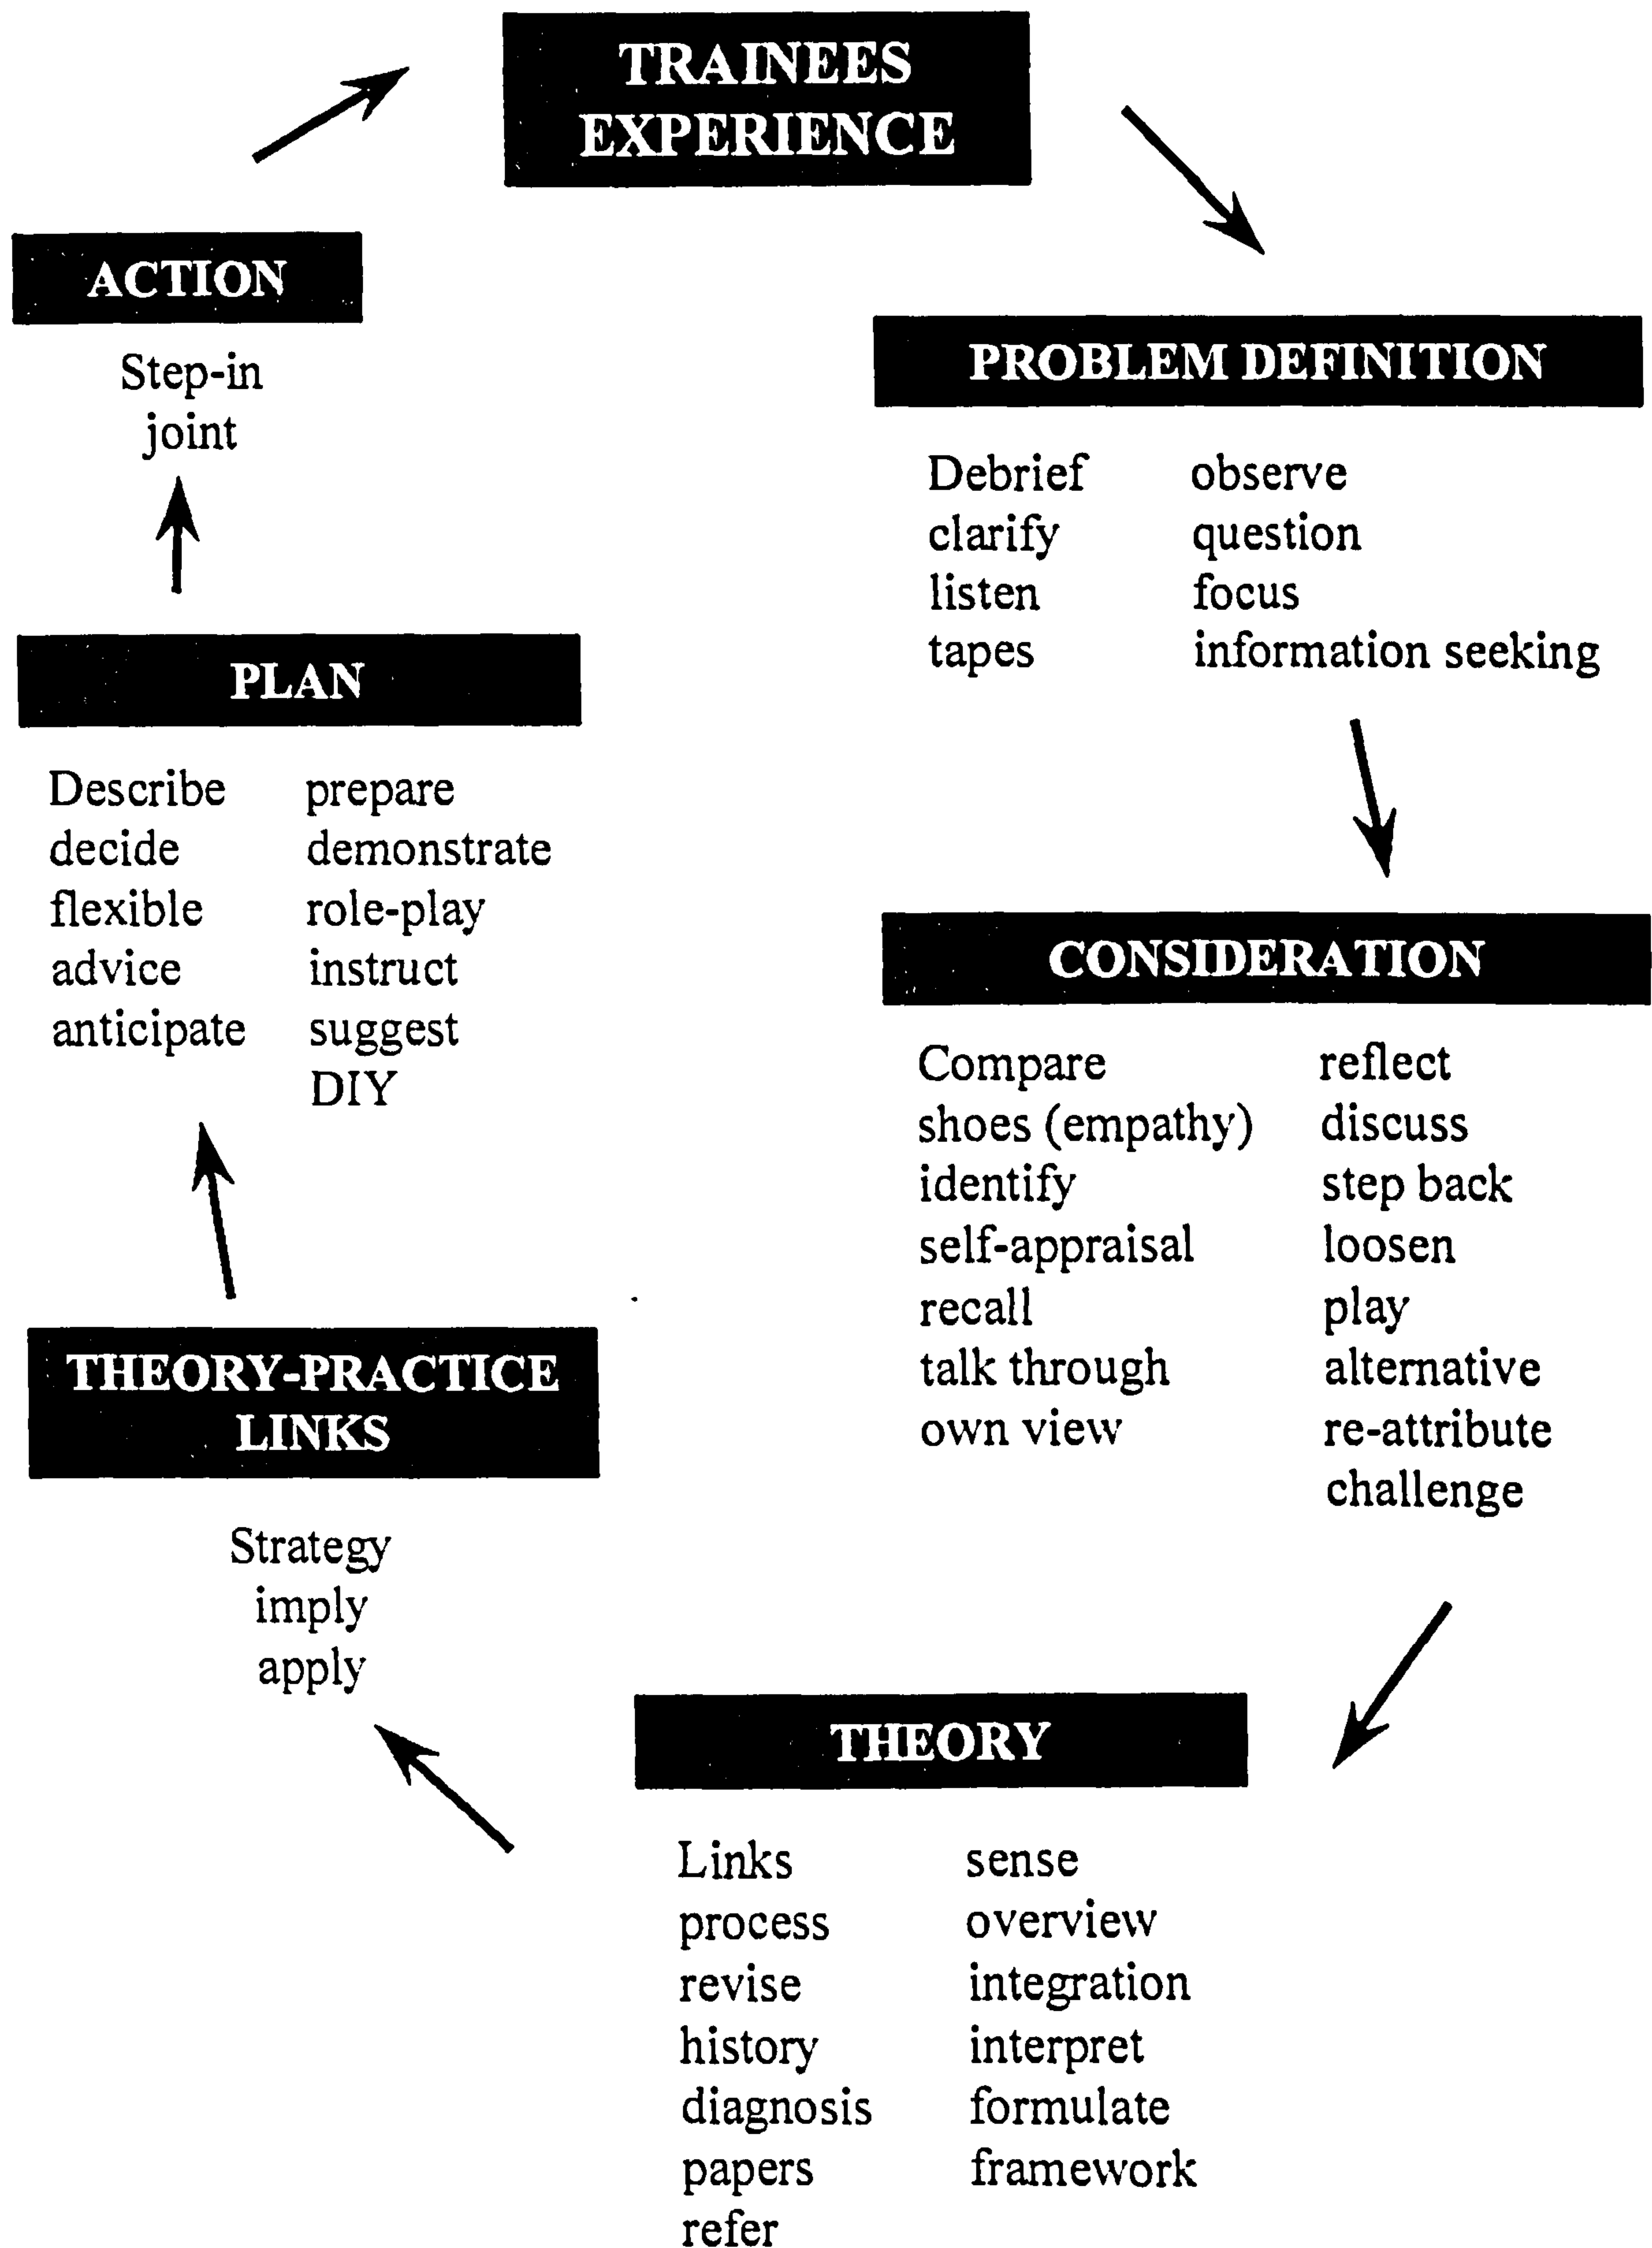 TRAINEES
EXPERIENCE
PROBLEM DEFINITION
Debrief observe
clarify question
listen focus
tapes information seeking
CONSIDERATION
Compare reflect
shoes (empathy) discuss
identify step back
self-appraisal loosen
recall play
talk through alternative
own view re-attribute
challenge
THEORY
Links sense
process overview
revise integration
history interpret
diagnosis formulate
papers framework
refer
THEORY-PRACTICE
LINKS
Strategy
imply
apply
PLAN
Describe prepare
decide demonstrate
flexible role-play
advice instruct
anticipate suggest
DIY
ACTION
Step-in
joint